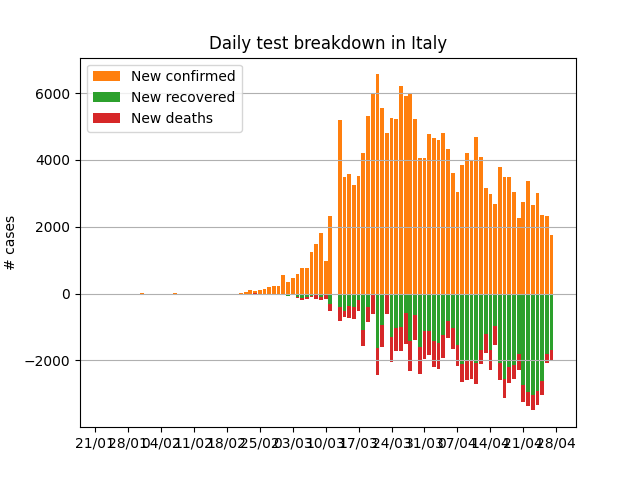 Daily test breakdown in Italy
New confirmed
New recovered
New deaths
# cases
6000
4000
2000
0
−2000
21/01 28/01 04/02 11/02 18/02 25/02 03/03 10/03 17/03 24/03 31/03 07/04 14/04 21/04 28/04